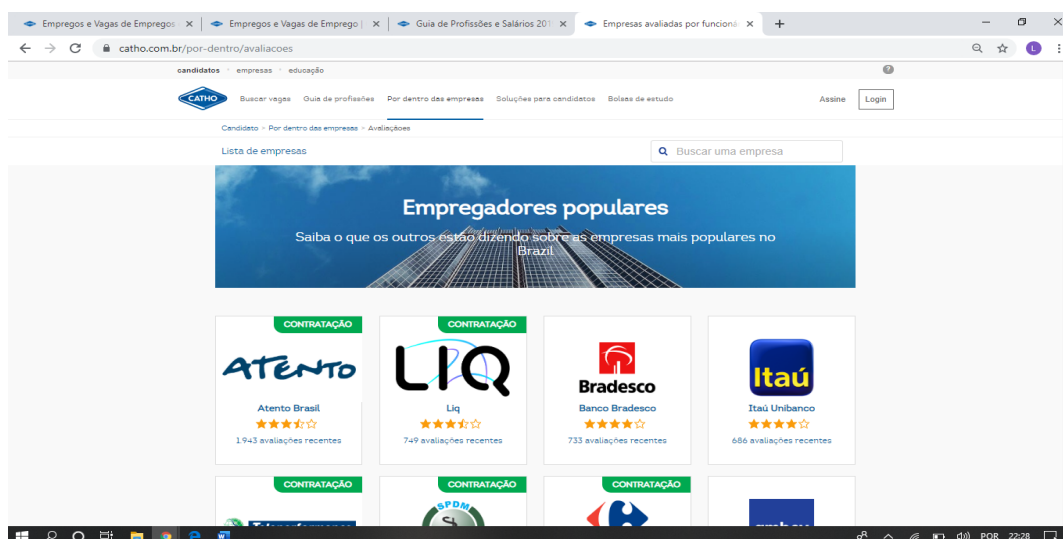 Empregos e Vagas de Empregos
Empregos e Vagas de Emprego |
Guia de Profissões e Salários 201
Empresas avaliadas por funcioná
catho.com.br/por-dentro/avaliacoes
L
candidatos empresas educação
CATHO Buscar vagas Guia de profissões Por dentro das empresas Soluções para candidatos Bolsas de estudo Assine Login
Candidato > Por dentro das empresas > Avaliações
Lista de empresas Buscar uma empresa
Empregadores populares
Saiba o que os outros estão dizendo sobre as empresas mais populares no
Brazil
CONTRATAÇÃO CONTRATAÇÃO
ATENTO LIQ Bradesco Itaú
Atento Brasil Liq Banco Bradesco Itaú Unibanco
1.943 avaliações recentes 749 avaliações recentes 733 avaliações recentes 686 avaliações recentes
CONTRATAÇÃO CONTRATAÇÃO CONTRATAÇÃO
SPDM
POR 22:28